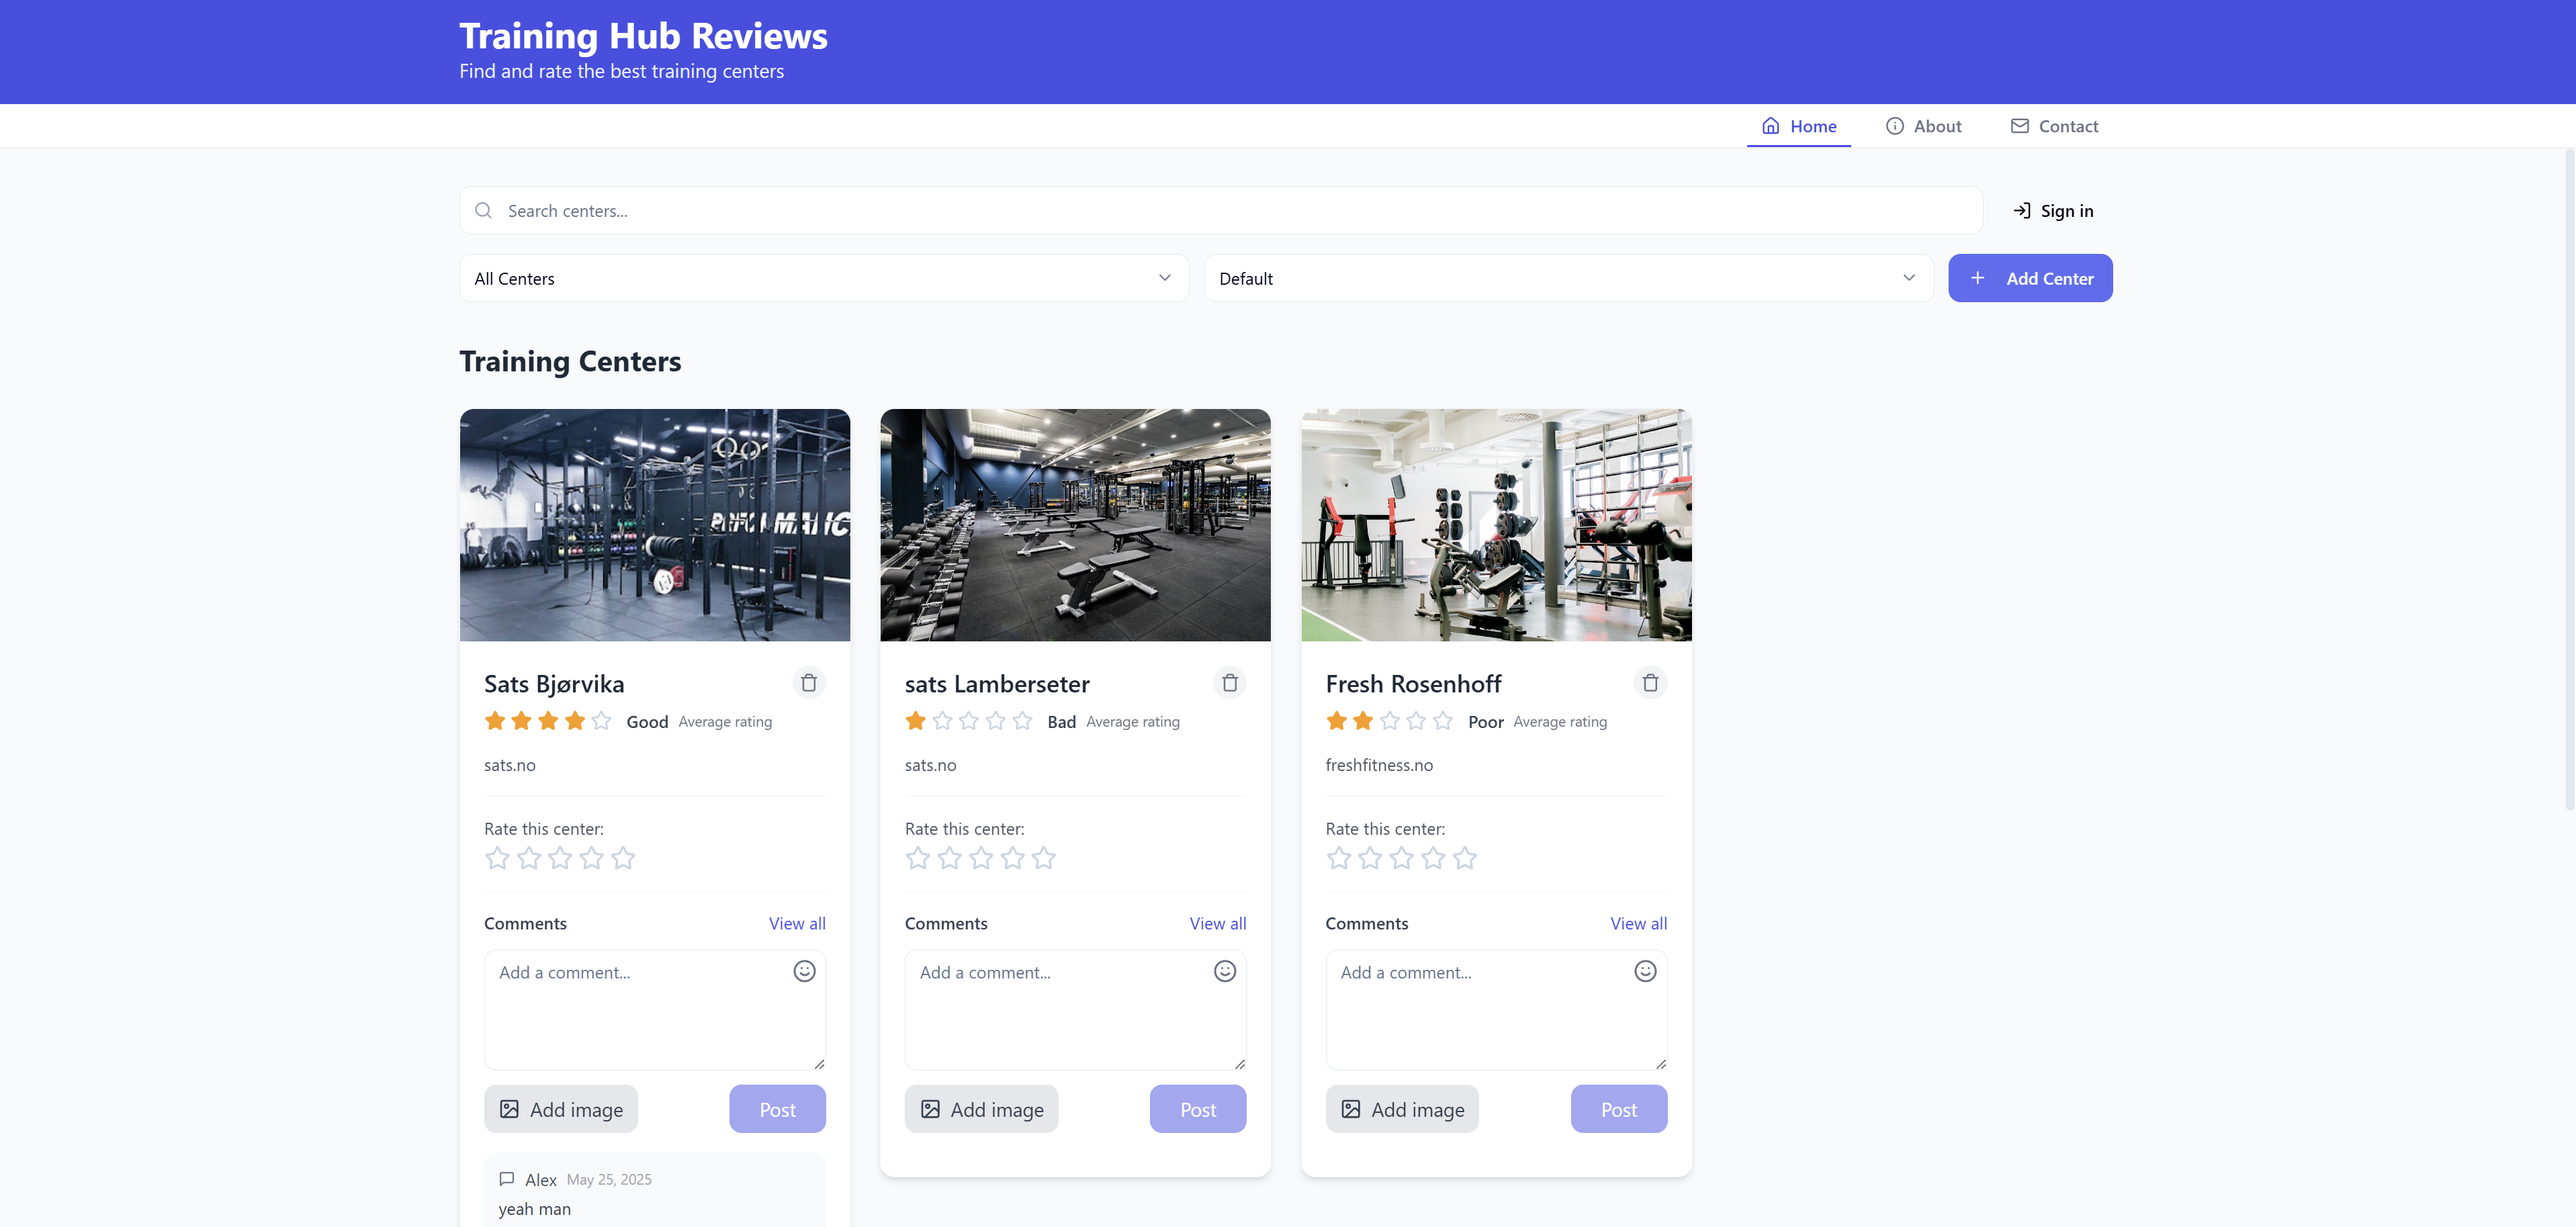 Training Hub Reviews
Find and rate the best training centers
Home
About
Contact
Search centers...
Sign in
All Centers
Default
Add Center
Training Centers
Sats Bjørvika
Good Average rating
sats.no
Rate this center:
Comments View all
Add a comment...
Add image Post
Alex May 25, 2025
yeah man
sats Lamberseter
Bad Average rating
sats.no
Rate this center:
Comments View all
Add a comment...
Add image Post
Fresh Rosenhoff
Poor Average rating
freshfitness.no
Rate this center:
Comments View all
Add a comment...
Add image Post